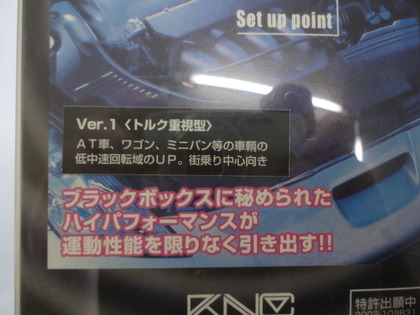 Set up point
Ver.1〈トルク重視型〉
AT車、ワゴン、ミニバン等の車輌の
低中速回転域のUP。街乗り中心向き
ブラックボックスに秘められた
ハイパフォーマンスが
運動性能を限りなく引き出す!!
特許出願中